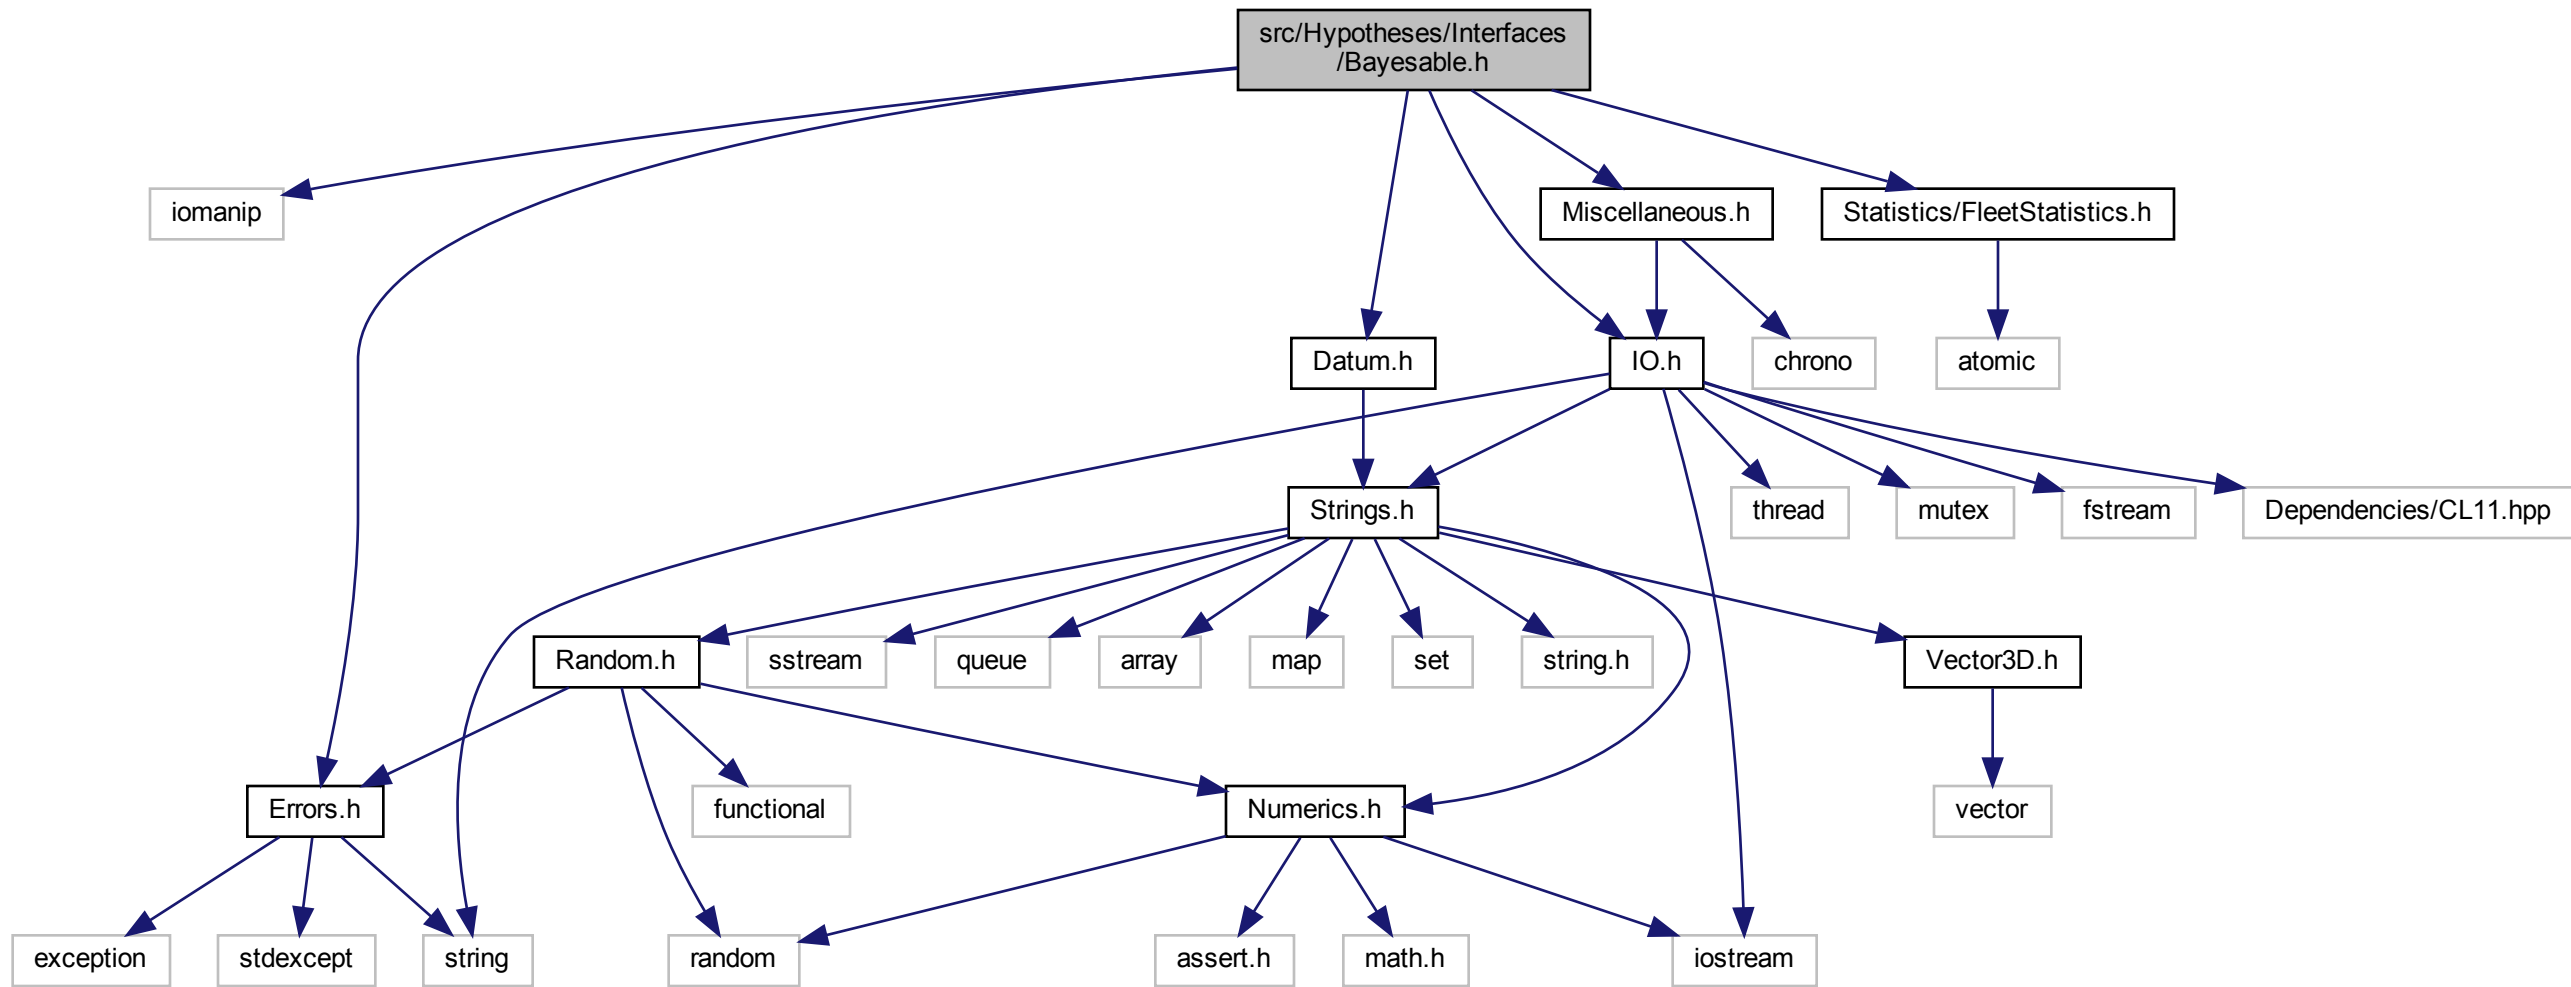 src/Hypotheses/Interfaces
/Bayesable.h
iomanip
Miscellaneous.h
Statistics/FleetStatistics.h
Datum.h
IO.h
chrono
atomic
Strings.h
thread
mutex
fstream
Dependencies/CL11.hpp
Random.h
sstream
queue
array
map
set
string.h
Vector3D.h
Errors.h
functional
Numerics.h
vector
exception
stdexcept
string
random
assert.h
math.h
iostream